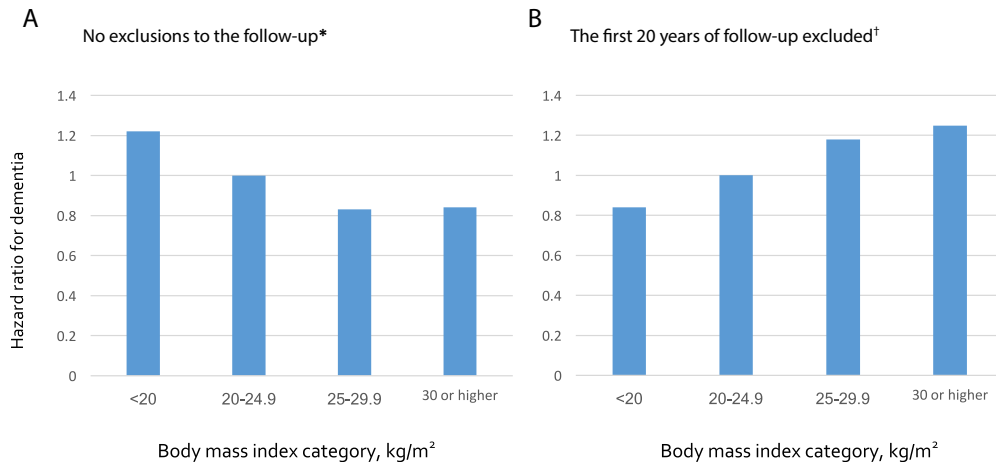 A
No exclusions to the follow-up*
1.4
1.2
1
0.8
0.6
0.4
0.2
0
Hazard ratio for dementia
<20
20-24.9
25-29.9
30 or higher
Body mass index category, kg/m²
B
The first 20 years of follow-up excluded†
1.4
1.2
1
0.8
0.6
0.4
0.2
0
<20
20-24.9
25-29.9
30 or higher
Body mass index category, kg/m²